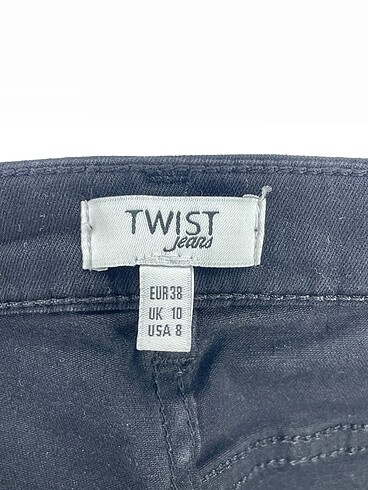 TWIST
jeans
EUR 38
UK 10
USA 8